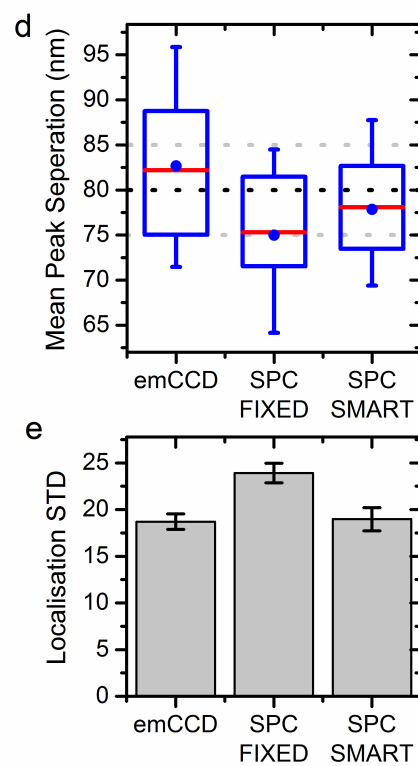 d
Mean Peak Seperation (nm)
95
90
85
80
75
70
65
emCCD
SPC
FIXED
SPC
SMART
e
Localisation STD
25
20
15
10
5
0
emCCD
SPC
FIXED
SPC
SMART